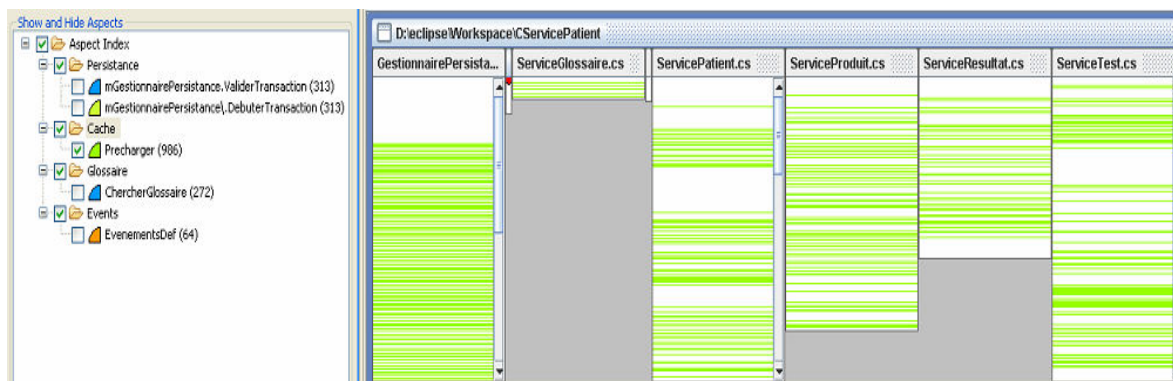 Show and Hide Aspects
Aspect Index
Persistance
mGestionnairePersistance.ValiderTransaction (313)
mGestionnairePersistance\.DebuterTransaction (313)
Cache
Precharger (986)
Glossaire
ChercherGlossaire (272)
Events
EvenementsDef (64)
D:\eclipse\Workspace\CServicePatient
GestionnairePersista... ServiceGlossaire.cs ServicePatient.cs ServiceProduit.cs ServiceResultat.cs ServiceTest.cs